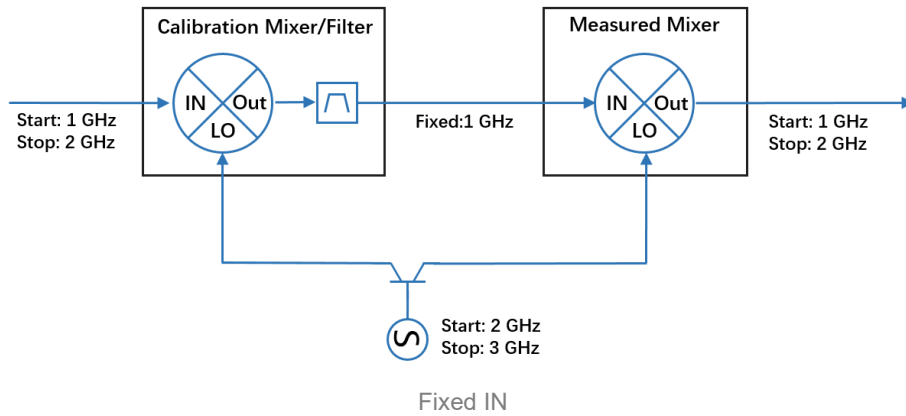 Calibration Mixer/Filter
Measured Mixer
IN
Out
LO
IN
Out
LO
Start: 1 GHz
Stop: 2 GHz
Fixed:1 GHz
Start: 1 GHz
Stop: 2 GHz
Start: 2 GHz
Stop: 3 GHz
Fixed IN